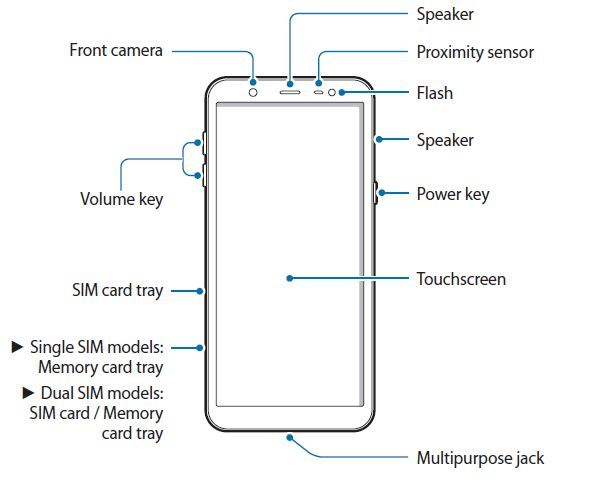 Speaker
Front camera
Proximity sensor
Flash
Speaker
Volume key
Power key
Touchscreen
SIM card tray
► Single SIM models:
Memory card tray
► Dual SIM models:
SIM card / Memory
card tray
Multipurpose jack